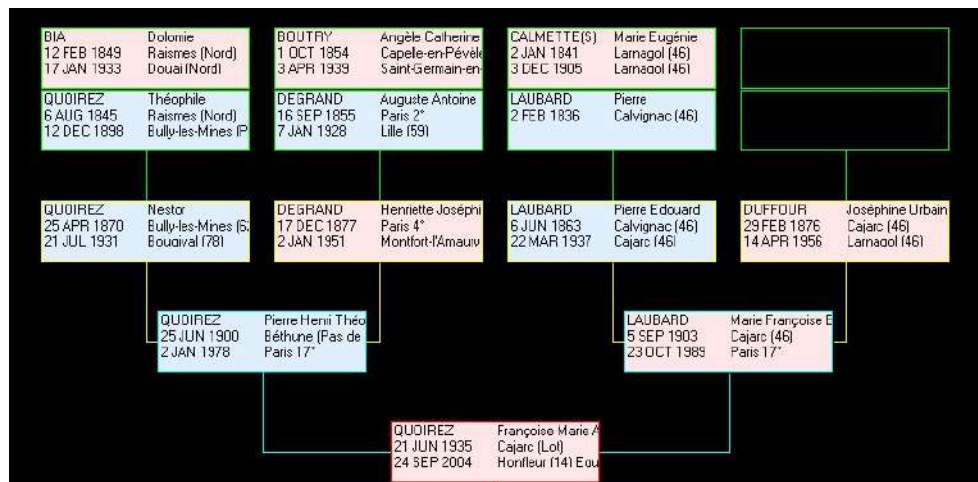 BIA Dolomie
12 FEB 1849 Raismes (Nord)
17 JAN 1933 Douai (Nord)
BOUTRY Angèle Catherine
1 OCT 1854 Capelle-en-Pévèle
3 APR 1939 Saint-Germain-en-
CALMETTE(S) Marie Eugénie
2 JAN 1841 Larnagol (46)
3 DEC 1905 Larnagol (46)
QUOIREZ Théophile
6 AUG 1845 Raismes (Nord)
12 DEC 1898 Bully-les-Mines (P
DEGRAND Auguste Antoine
16 SEP 1855 Paris 2°
7 JAN 1928 Lille (59)
LAUBARD Pierre
2 FEB 1836 Calvignac (46)
QUOIREZ Nestor
25 APR 1870 Bully-les-Mines (6
21 JUL 1931 Bougival (78)
DEGRAND Henriette Joséphi
17 DEC 1877 Paris 4°
2 JAN 1951 Montfort-l'Amaury
LAUBARD Pierre Edouard
6 JUN 1863 Calvignac (46)
22 MAR 1937 Cajarc (46)
DUFFOUR Joséphine Urbain
29 FEB 1876 Cajarc (46)
14 APR 1956 Larnagol (46)
QUOIREZ Pierre Henri Théo
25 JUN 1900 Béthune (Pas de
2 JAN 1978 Paris 17°
LAUBARD Marie Françoise
5 SEP 1903 Cajarc (46)
23 OCT 1989 Paris 17°
QUOIREZ Françoise Marie A
21 JUN 1935 Cajarc (Lot)
24 SEP 2004 Honfleur (14) Equ